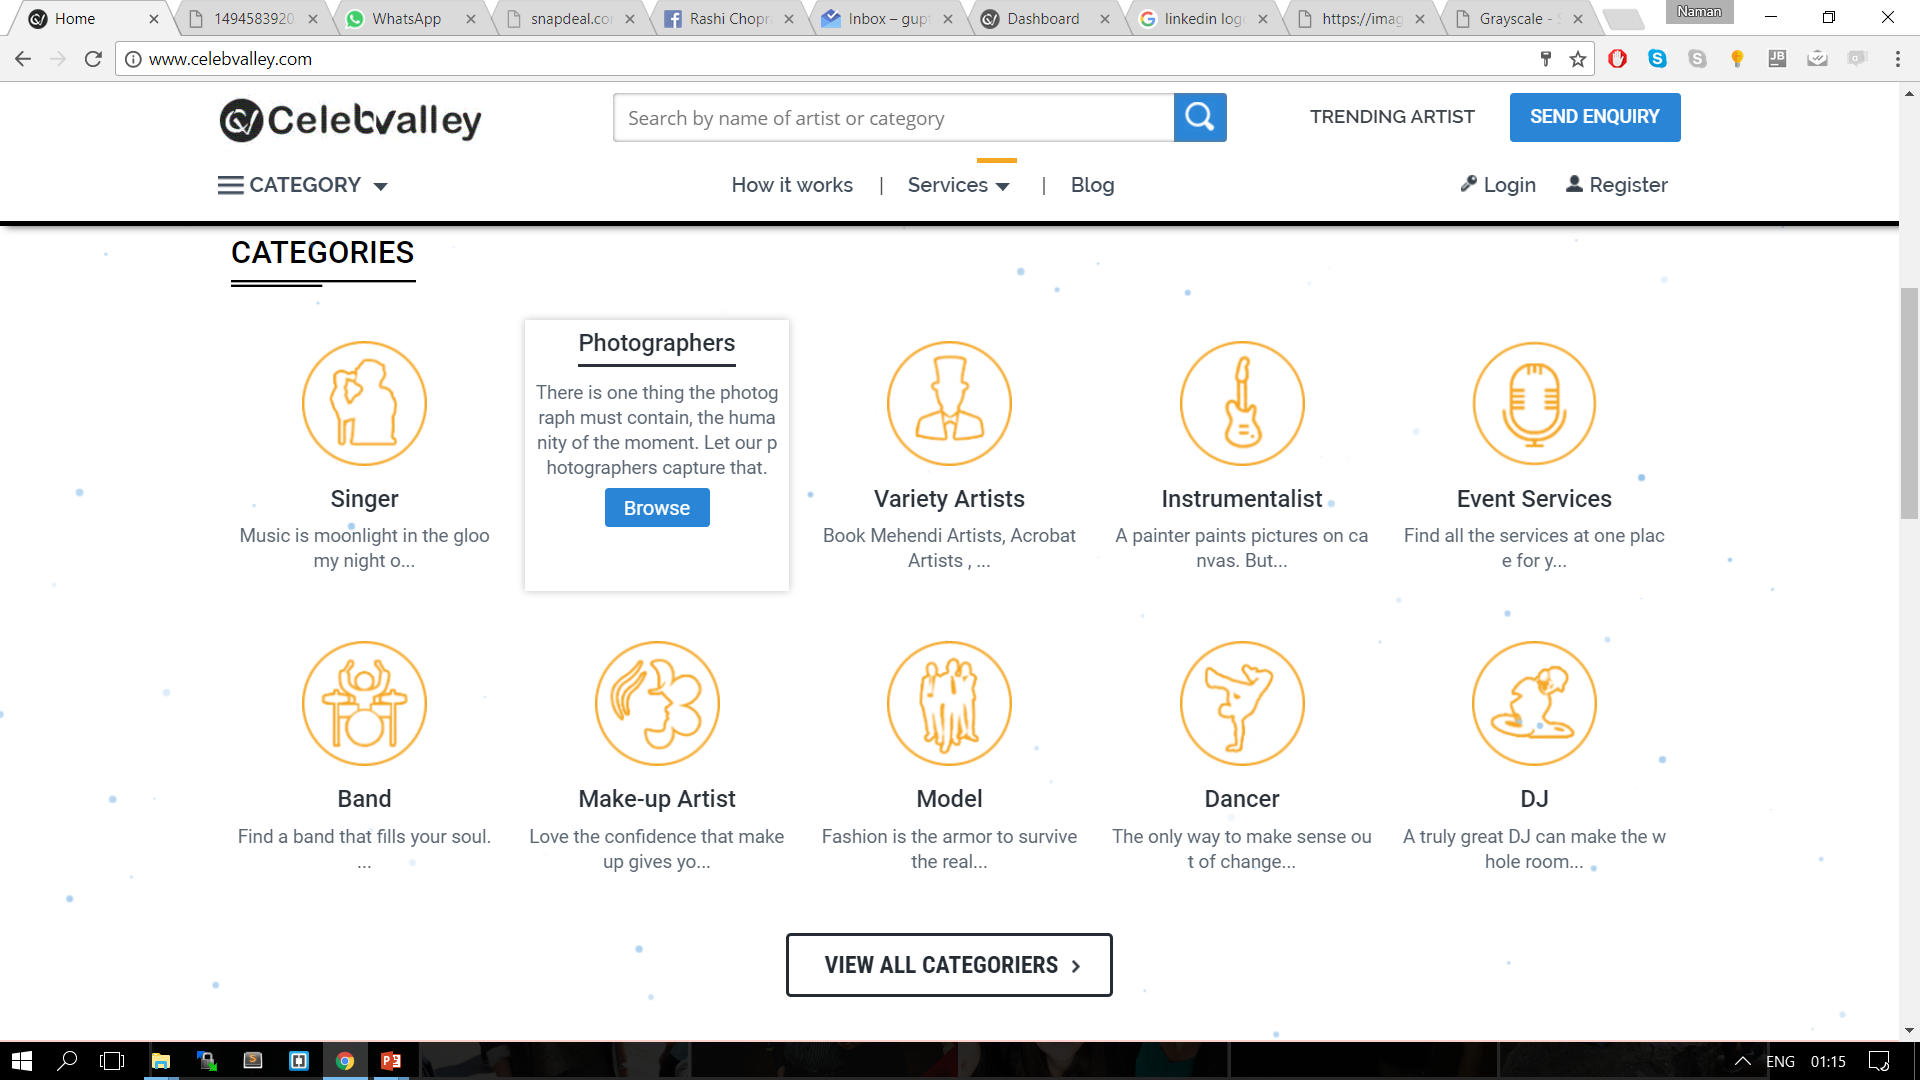 Home
1494583920
WhatsApp
snapdeal.co
Rashi Chopr
Inbox – gupt
Dashboard
linkedin log
https://imag
Grayscale - S
Naman
www.celebvalley.com
JB
Celebvalley
Search by name of artist or category
TRENDING ARTIST
SEND ENQUIRY
CATEGORY
How it works | Services | Blog
Login
Register
CATEGORIES
Singer
Music is moonlight in the gloo
my night o...
Photographers
There is one thing the photog
raph must contain, the huma
nity of the moment. Let our p
hotographers capture that.
Browse
Variety Artists
Book Mehendi Artists, Acrobat
Artists , ...
Instrumentalist
A painter paints pictures on ca
nvas. But...
Event Services
Find all the services at one plac
e for y...
Band
Find a band that fills your soul.
...
Make-up Artist
Love the confidence that make
up gives yo...
Model
Fashion is the armor to survive
the real...
Dancer
The only way to make sense ou
t of change...
DJ
A truly great DJ can make the w
hole room...
VIEW ALL CATEGORIERS
ENG
01:15